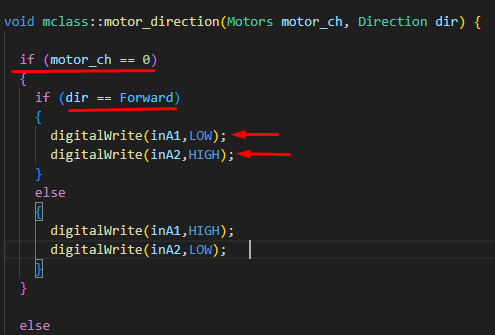 void mclass::motor_direction(Motors motor_ch, Direction dir) {
if (motor_ch == 0)
{
if (dir == Forward)
{
digitalWrite(inA1,LOW);
digitalWrite(inA2,HIGH);
}
else
{
digitalWrite(inA1,HIGH);
digitalWrite(inA2,LOW);
}
}
else